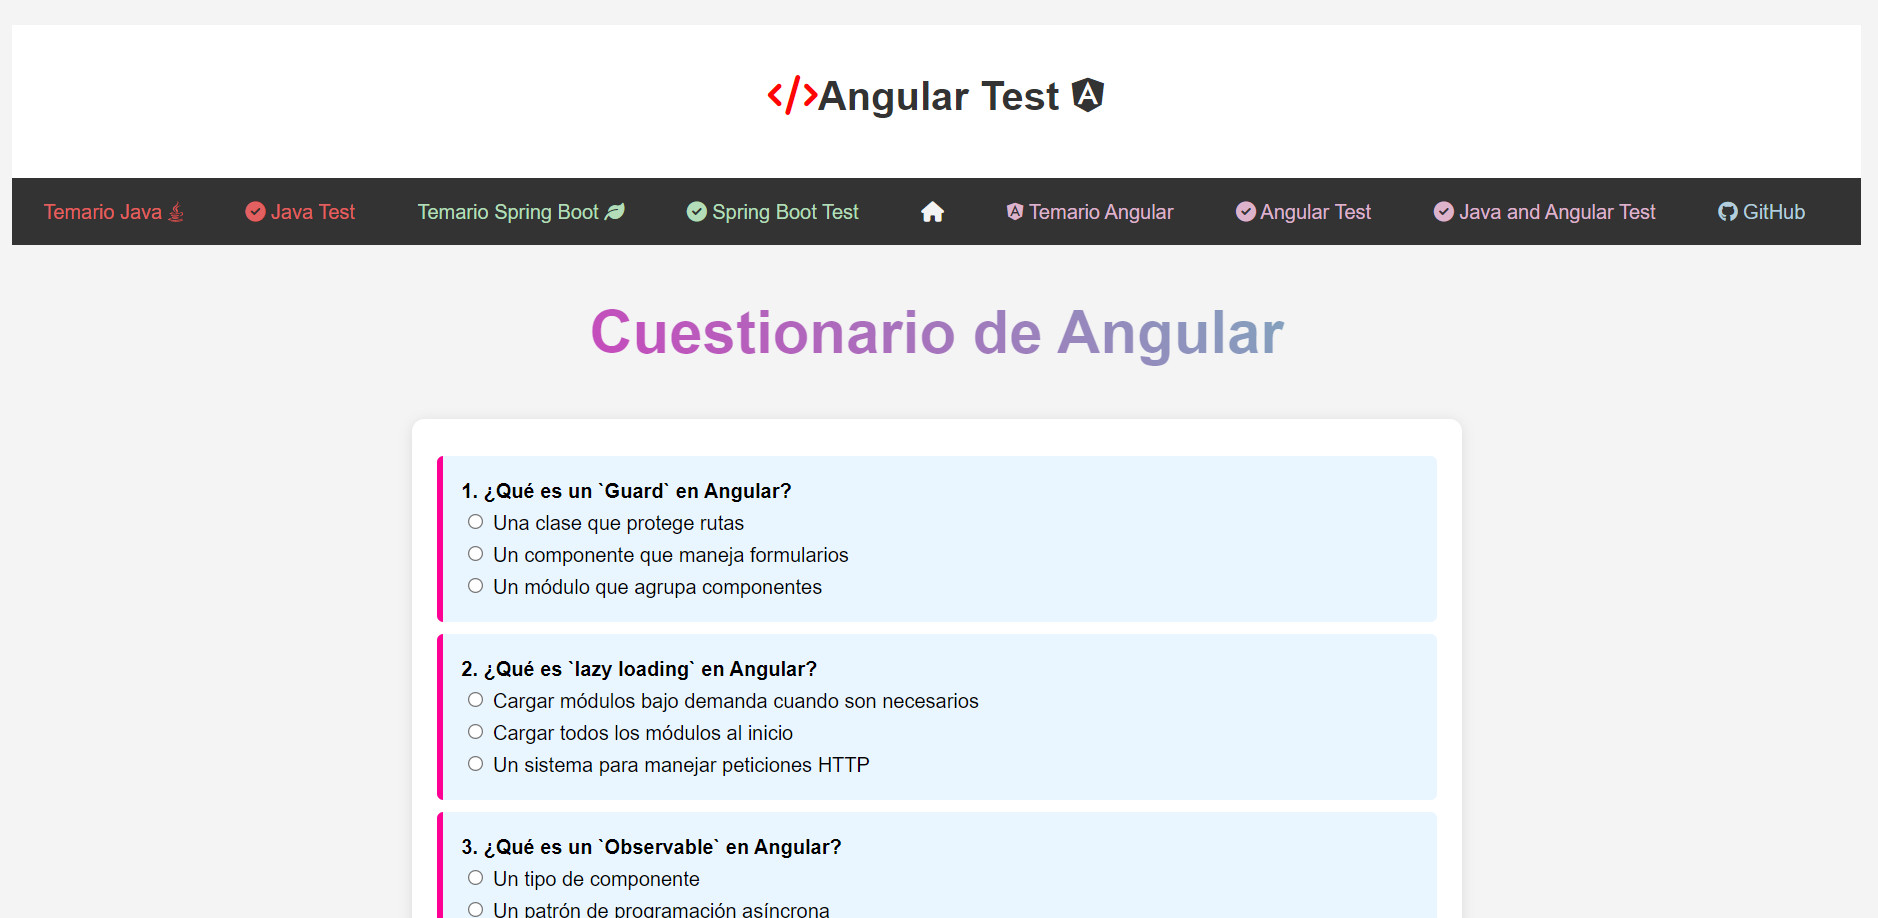 </>Angular Test
Temario Java Java Test Temario Spring Boot Spring Boot Test Temario Angular Angular Test Java and Angular Test GitHub
Cuestionario de Angular
1. ¿Qué es un `Guard` en Angular?
Una clase que protege rutas
Un componente que maneja formularios
Un módulo que agrupa componentes
2. ¿Qué es `lazy loading` en Angular?
Cargar módulos bajo demanda cuando son necesarios
Cargar todos los módulos al inicio
Un sistema para manejar peticiones HTTP
3. ¿Qué es un `Observable` en Angular?
Un tipo de componente
Un patrón de programación asíncrona